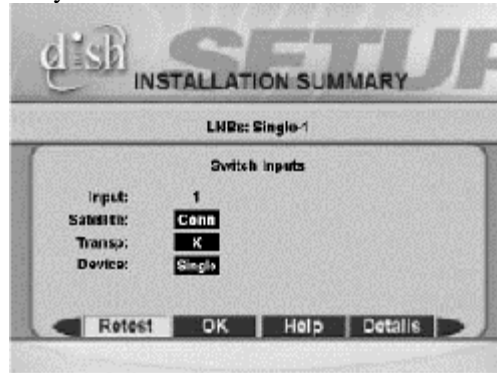 dish
SETUP
INSTALLATION SUMMARY
LNBs: Single-1
Switch Inputs
Input: 1
Satellite: Conn
Transp: K
Device: Single
Retest OK Help Details